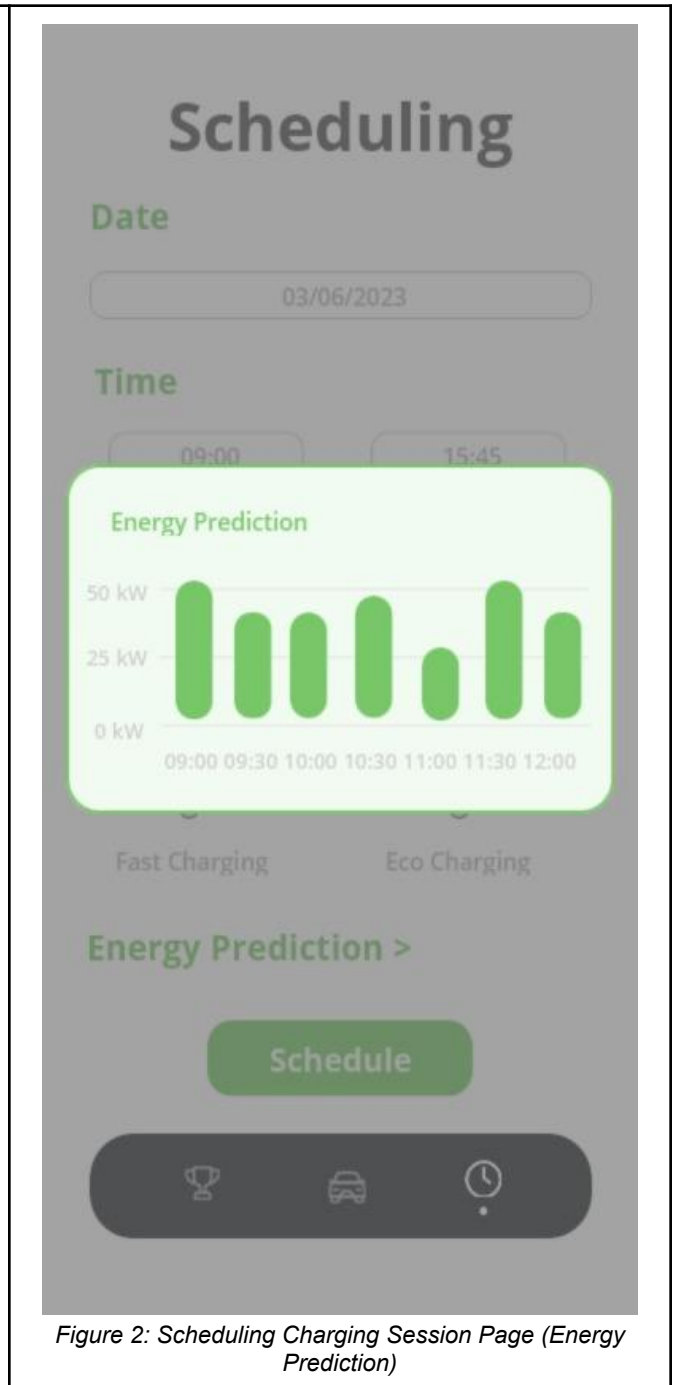 Scheduling
Date
03/06/2023
Time
09:00 15:45
Energy Prediction
50 kW
25 kW
0 kW
09:00 09:30 10:00 10:30 11:00 11:30 12:00
Fast Charging Eco Charging
Energy Prediction >
Schedule
Figure 2: Scheduling Charging Session Page (Energy
Prediction)